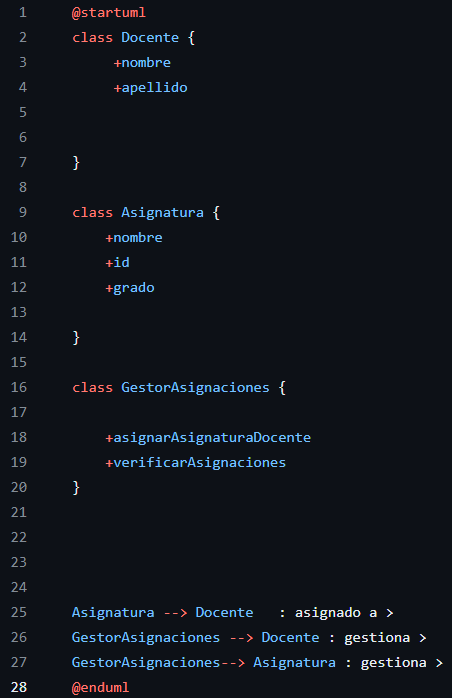 1 @startuml
2 class Docente {
3 +nombre
4 +apellido
5
6
7 }
8
9 class Asignatura {
10 +nombre
11 +id
12 +grado
13
14 }
15
16 class GestorAsignaciones {
17
18 +asignarAsignaturaDocente
19 +verificarAsignaciones
20 }
21
22
23
24
25 Asignatura --> Docente : asignado a >
26 GestorAsignaciones --> Docente : gestiona >
27 GestorAsignaciones--> Asignatura : gestiona >
28 @enduml